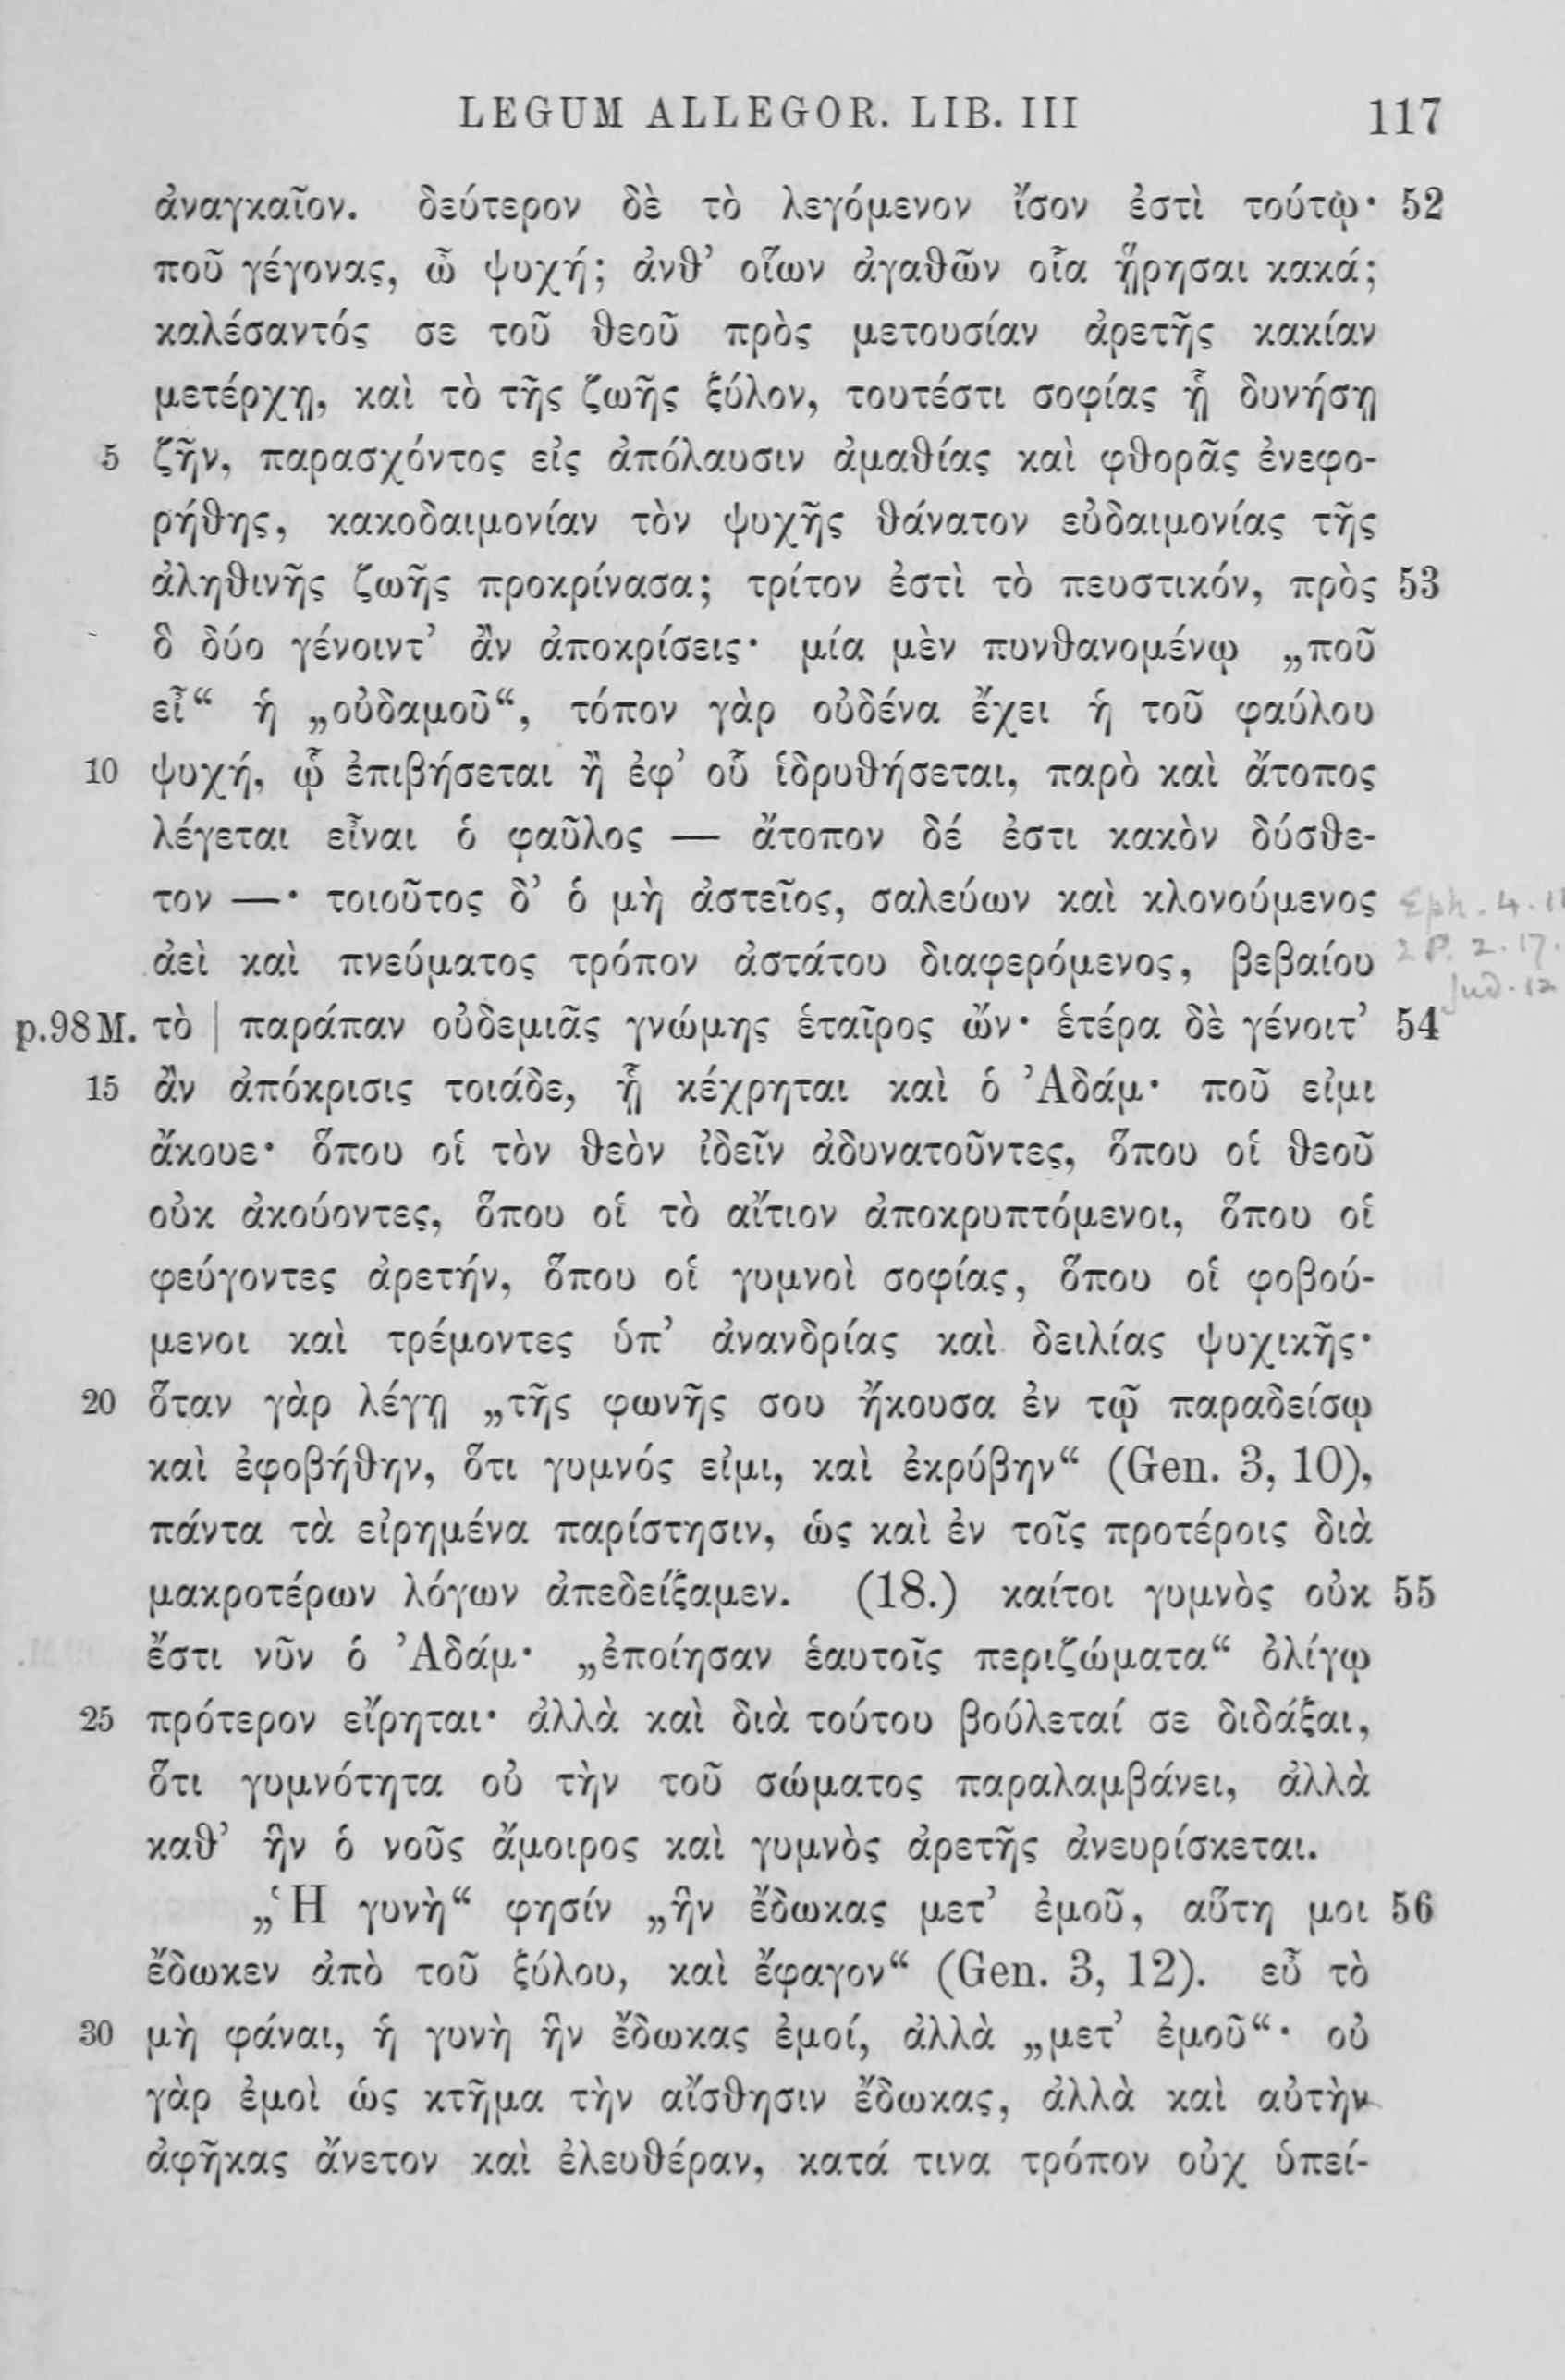 LEGUM ALLEGOR. LIB. III 117
ἀναγκαῖον. δεύτερον δὲ τὸ λεγόμενον ἴσον ἐστὶ τούτῳ· 52
ποῦ γέγονας, ὦ ψυχή; ἀνθ’ οἵων ἀγαθῶν οἷα ᾕρησαι κακά;
καλέσαντός σε τοῦ θεοῦ πρὸς μετουσίαν ἀρετῆς κακίαν
μετέρχῃ, καὶ τὸ τῆς ζωῆς ξύλον, τουτέστι σοφίας ᾗ δυνήσῃ
5 ζῆν, παρασχόντος εἰς ἀπόλαυσιν ἀμαθίας καὶ φθορᾶς ἐνεφο-
ρήθης, κακοδαιμονίαν τὸν ψυχῆς θάνατον εὐδαιμονίας τῆς
ἀληθινῆς ζωῆς προκρίνασα; τρίτον ἐστὶ τὸ πευστικόν, πρὸς 53
ὃ δύο γένοιντ’ ἂν ἀποκρίσεις· μία μὲν πυνθανομένῳ „ποῦ
εἶ“ ἡ „οὐδαμοῦ“, τόπον γὰρ οὐδένα ἔχει ἡ τοῦ φαύλου
10 ψυχή, ᾧ ἐπιβήσεται ἢ ἐφ’ οὗ ἱδρυθήσεται, παρὸ καὶ ἄτοπος
λέγεται εἶναι ὁ φαῦλος — ἄτοπον δέ ἐστι κακὸν δύσθε-
τον —· τοιοῦτος δ’ ὁ μὴ ἀστεῖος, σαλεύων καὶ κλονούμενος Eph. 4. 11
ἀεὶ καὶ πνεύματος τρόπον ἀστάτου διαφερόμενος, βεβαίου 2 P. 2. 17.
Jud. 12
p.98 M. τὸ | παράπαν οὐδεμιᾶς γνώμης ἑταῖρος ὤν· ἑτέρα δὲ γένοιτ’ 54
15 ἂν ἀπόκρισις τοιάδε, ᾗ κέχρηται καὶ ὁ Ἀδάμ· ποῦ εἰμι
ἄκουε· ὅπου οἱ τὸν θεὸν ἰδεῖν ἀδυνατοῦντες, ὅπου οἱ θεοῦ
οὐκ ἀκούοντες, ὅπου οἱ τὸ αἴτιον ἀποκρυπτόμενοι, ὅπου οἱ
φεύγοντες ἀρετήν, ὅπου οἱ γυμνοὶ σοφίας, ὅπου οἱ φοβού-
μενοι καὶ τρέμοντες ὑπ’ ἀνανδρίας καὶ δειλίας ψυχικῆς·
20 ὅταν γὰρ λέγῃ „τῆς φωνῆς σου ἤκουσα ἐν τῷ παραδείσῳ
καὶ ἐφοβήθην, ὅτι γυμνός εἰμι, καὶ ἐκρύβην“ (Gen. 3, 10),
πάντα τὰ εἰρημένα παρίστησιν, ὡς καὶ ἐν τοῖς προτέροις διὰ
μακροτέρων λόγων ἀπεδείξαμεν. (18.) καίτοι γυμνὸς οὐκ 55
ἔστι νῦν ὁ Ἀδάμ· „ἐποίησαν ἑαυτοῖς περιζώματα“ ὀλίγῳ
25 πρότερον εἴρηται· ἀλλὰ καὶ διὰ τούτου βούλεταί σε διδάξαι,
ὅτι γυμνότητα οὐ τὴν τοῦ σώματος παραλαμβάνει, ἀλλὰ
καθ’ ἣν ὁ νοῦς ἄμοιρος καὶ γυμνὸς ἀρετῆς ἀνευρίσκεται.
„Ἡ γυνὴ“ φησίν „ἣν ἔδωκας μετ’ ἐμοῦ, αὕτη μοι 56
ἔδωκεν ἀπὸ τοῦ ξύλου, καὶ ἔφαγον“ (Gen. 3, 12). εὖ τὸ
30 μὴ φάναι, ἡ γυνὴ ἣν ἔδωκας ἐμοί, ἀλλὰ „μετ’ ἐμοῦ“· οὐ
γὰρ ἐμοὶ ὡς κτῆμα τὴν αἴσθησιν ἔδωκας, ἀλλὰ καὶ αὐτὴν
ἀφῆκας ἄνετον καὶ ἐλευθέραν, κατά τινα τρόπον οὐχ ὑπεί-